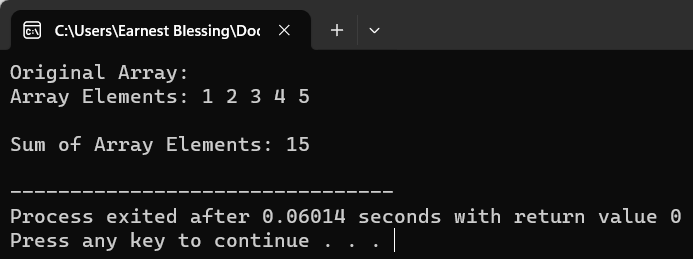 C:\Users\Earnest Blessing\Doc
Original Array:
Array Elements: 1 2 3 4 5
Sum of Array Elements: 15
--------------------------------
Process exited after 0.06014 seconds with return value 0
Press any key to continue . . .